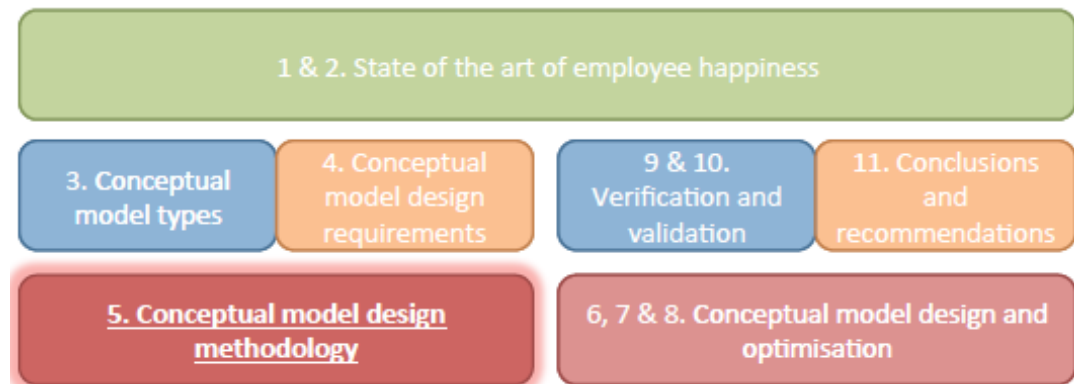 1 & 2. State of the art of employee happiness
3. Conceptual
model types
4. Conceptual
model design
requirements
9 & 10.
Verification and
validation
11. Conclusions
and
recommendations
5. Conceptual model design
methodology
6, 7 & 8. Conceptual model design and
optimisation